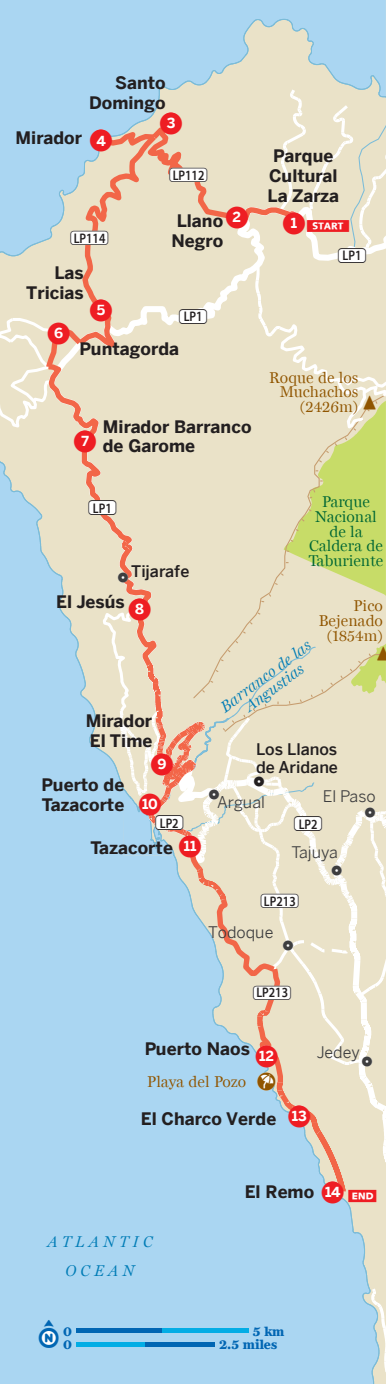 Santo
Domingo
3
Mirador 4
Parque
Cultural
La Zarza
LP112
Llano
Negro
2
1 START
LP114
LP1
Las
Tricias
5
LP1
6
Puntagorda
Roque de los
Muchachos
(2426m)
7
Mirador Barranco
de Garome
LP1
Parque
Nacional
de la
Caldera de
Taburiente
Tijarafe
El Jesús 8
Pico
Bejenado
(1854m)
Barranco de las
Angustias
Mirador
El Time
9
Los Llanos
de Aridane
Puerto de
Tazacorte
10
Argual
El Paso
LP2
LP2
Tazacorte 11
Tajuya
LP213
Todoque
LP213
Puerto Naos 12
Jedey
Playa del Pozo
El Charco Verde 13
El Remo 14 END
ATLANTIC
OCEAN
N
0 5 km
0 2.5 miles